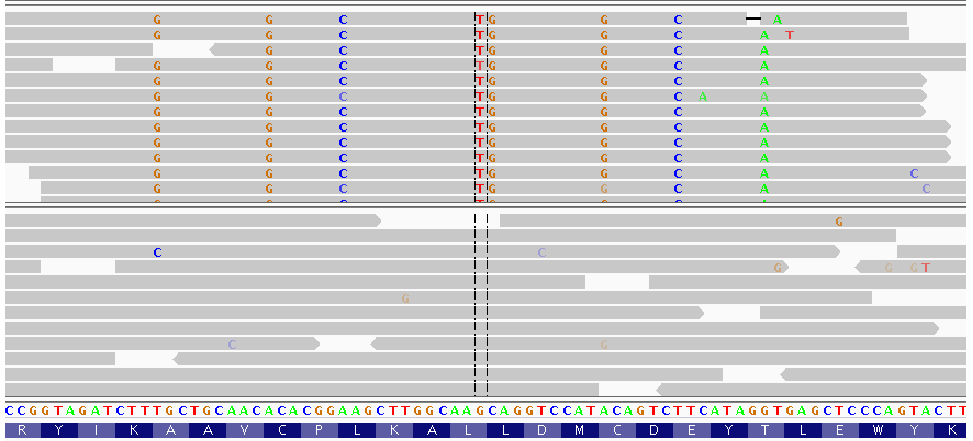 G G C T G G C A
G G C T G G C A T
G C T G G C A
G G C T G G C A
G G C T G G C A
G G C T G G C A A
G G C T G G C A
G G C T G G C A
G G C T G G C A
G G C T G G C A
G G C T G G C A C
G G C T G G C A C
G
C C
G G G T
G
C G
CCGGTAGATCTTTGCTGCAACACACGGAAGCTTGGCAAGCAGGTCCATACAGTCTTCATAGGTGAGCTCCCAGTACTT
R Y I K A A V C P L K A L L D M C D E Y T L E W Y K